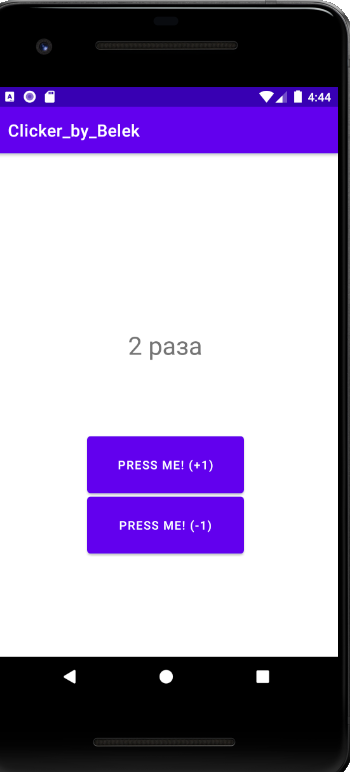 4:44
Clicker_by_Belek
2 раза
PRESS ME! (+1)
PRESS ME! (-1)